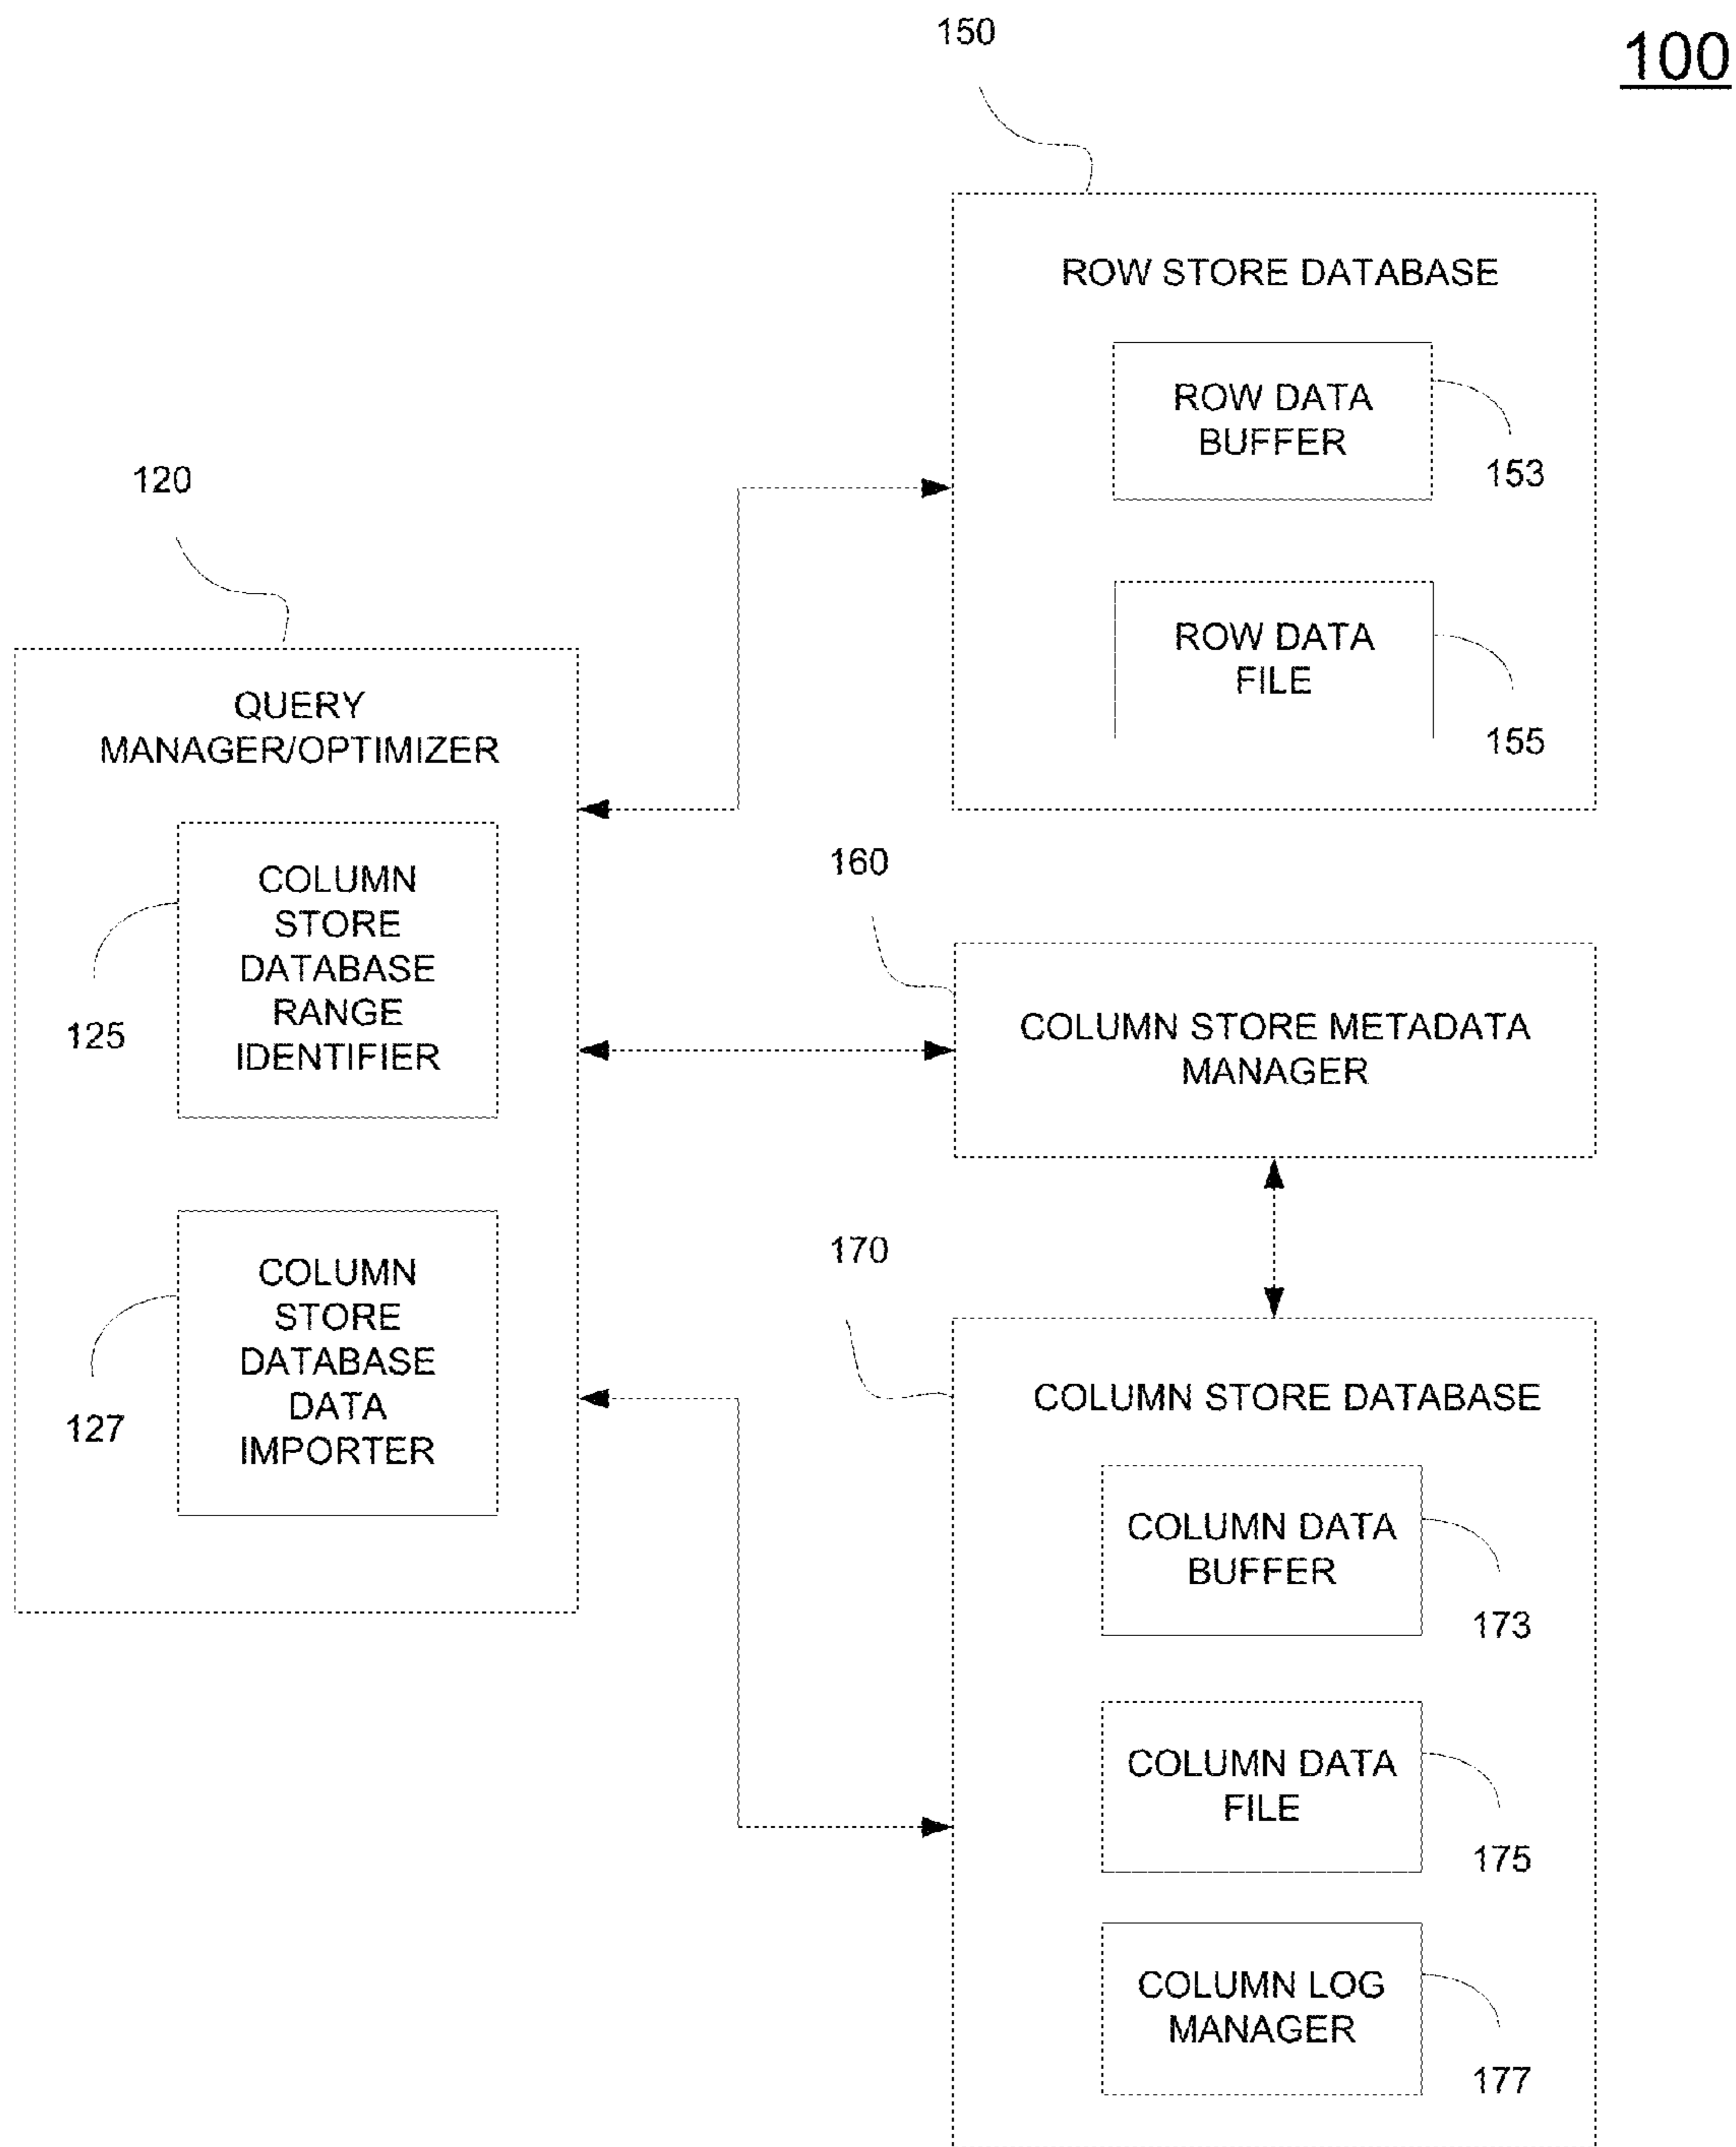 150
100
ROW STORE DATABASE
ROW DATA
BUFFER
153
120
ROW DATA
FILE
155
QUERY
MANAGER/OPTIMIZER
COLUMN
STORE
DATABASE
RANGE
IDENTIFIER
125
160
COLUMN STORE METADATA
MANAGER
COLUMN
STORE
DATABASE
DATA
IMPORTER
127
170
COLUMN STORE DATABASE
COLUMN DATA
BUFFER
173
COLUMN DATA
FILE
175
COLUMN LOG
MANAGER
177